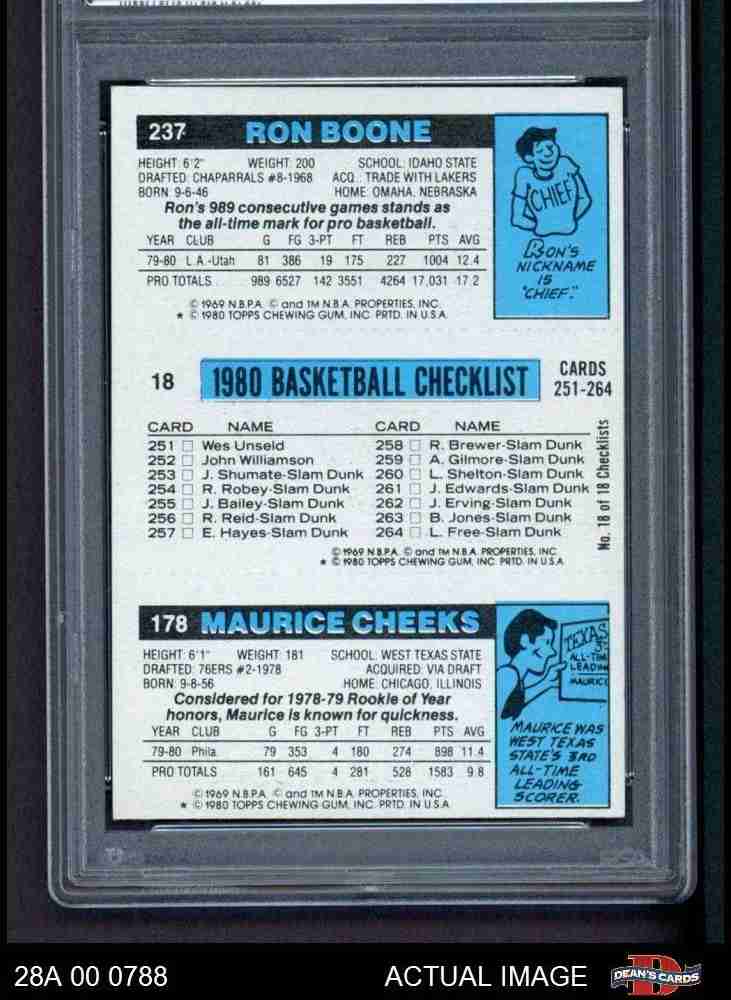 237 RON BOONE
HEIGHT: 6'2" WEIGHT: 200 SCHOOL: IDAHO STATE
DRAFTED: CHAPARRALS #8-1968 ACQ.: TRADE WITH LAKERS
BORN: 9-6-46 HOME: OMAHA, NEBRASKA
Ron's 989 consecutive games stands as
the all-time mark for pro basketball.
YEAR CLUB G FG 3-PT FT REB PTS AVG
79-80 L.A.-Utah 81 386 19 175 227 1004 12.4
PRO TOTALS 989 6527 142 3551 4264 17,031 17.2
© 1969 N.B.P.A. © and TM N.B.A. PROPERTIES, INC.
★ © 1980 TOPPS CHEWING GUM, INC. PRTD. IN U.S.A.
CHIEF
RON'S
NICKNAME
IS
"CHIEF."
18 1980 BASKETBALL CHECKLIST CARDS
251-264
CARD NAME
251 Wes Unseld
252 John Williamson
253 J. Shumate-Slam Dunk
254 R. Robey-Slam Dunk
255 J. Bailey-Slam Dunk
256 R. Reid-Slam Dunk
257 E. Hayes-Slam Dunk
CARD NAME
258 R. Brewer-Slam Dunk
259 A. Gilmore-Slam Dunk
260 L. Shelton-Slam Dunk
261 J. Edwards-Slam Dunk
262 J. Erving-Slam Dunk
263 B. Jones-Slam Dunk
264 L. Free-Slam Dunk
No. 18 of 18 Checklists
© 1969 N.B.P.A. © and TM N.B.A. PROPERTIES, INC.
★ © 1980 TOPPS CHEWING GUM, INC. PRTD. IN U.S.A.
178 MAURICE CHEEKS
HEIGHT: 6'1" WEIGHT: 181 SCHOOL: WEST TEXAS STATE
DRAFTED: 76ERS #2-1978 ACQUIRED: VIA DRAFT
BORN: 9-8-56 HOME: CHICAGO, ILLINOIS
Considered for 1978-79 Rookie of Year
honors, Maurice is known for quickness.
YEAR CLUB G FG 3-PT FT REB PTS AVG
79-80 Phila. 79 353 4 180 274 898 11.4
PRO TOTALS 161 645 4 281 528 1583 9.8
© 1969 N.B.P.A. © and TM N.B.A. PROPERTIES, INC.
★ © 1980 TOPPS CHEWING GUM, INC. PRTD. IN U.S.A.
TEXAS
ALL-TIM
LEADIN
MAURIC
MAURICE WAS
WEST TEXAS
STATE'S 3RD
ALL-TIME
LEADING
SCORER.
28A 00 0788 ACTUAL IMAGE DEAN'S CARDS